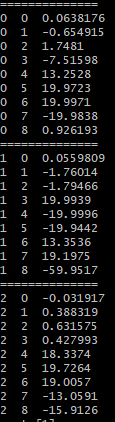 ==============
0 0 0.0638176
0 1 -0.654915
0 2 1.7481
0 3 -7.51598
0 4 13.2528
0 5 19.9723
0 6 19.9971
0 7 -19.9838
0 8 0.926193
==============
1 0 0.0559809
1 1 -1.76014
1 2 -1.79466
1 3 19.9939
1 4 -19.9996
1 5 -19.9442
1 6 13.3536
1 7 19.1975
1 8 -59.9517
==============
2 0 -0.031917
2 1 0.388319
2 2 0.631575
2 3 0.427993
2 4 18.3374
2 5 19.7264
2 6 19.0057
2 7 -13.0591
2 8 -15.9126